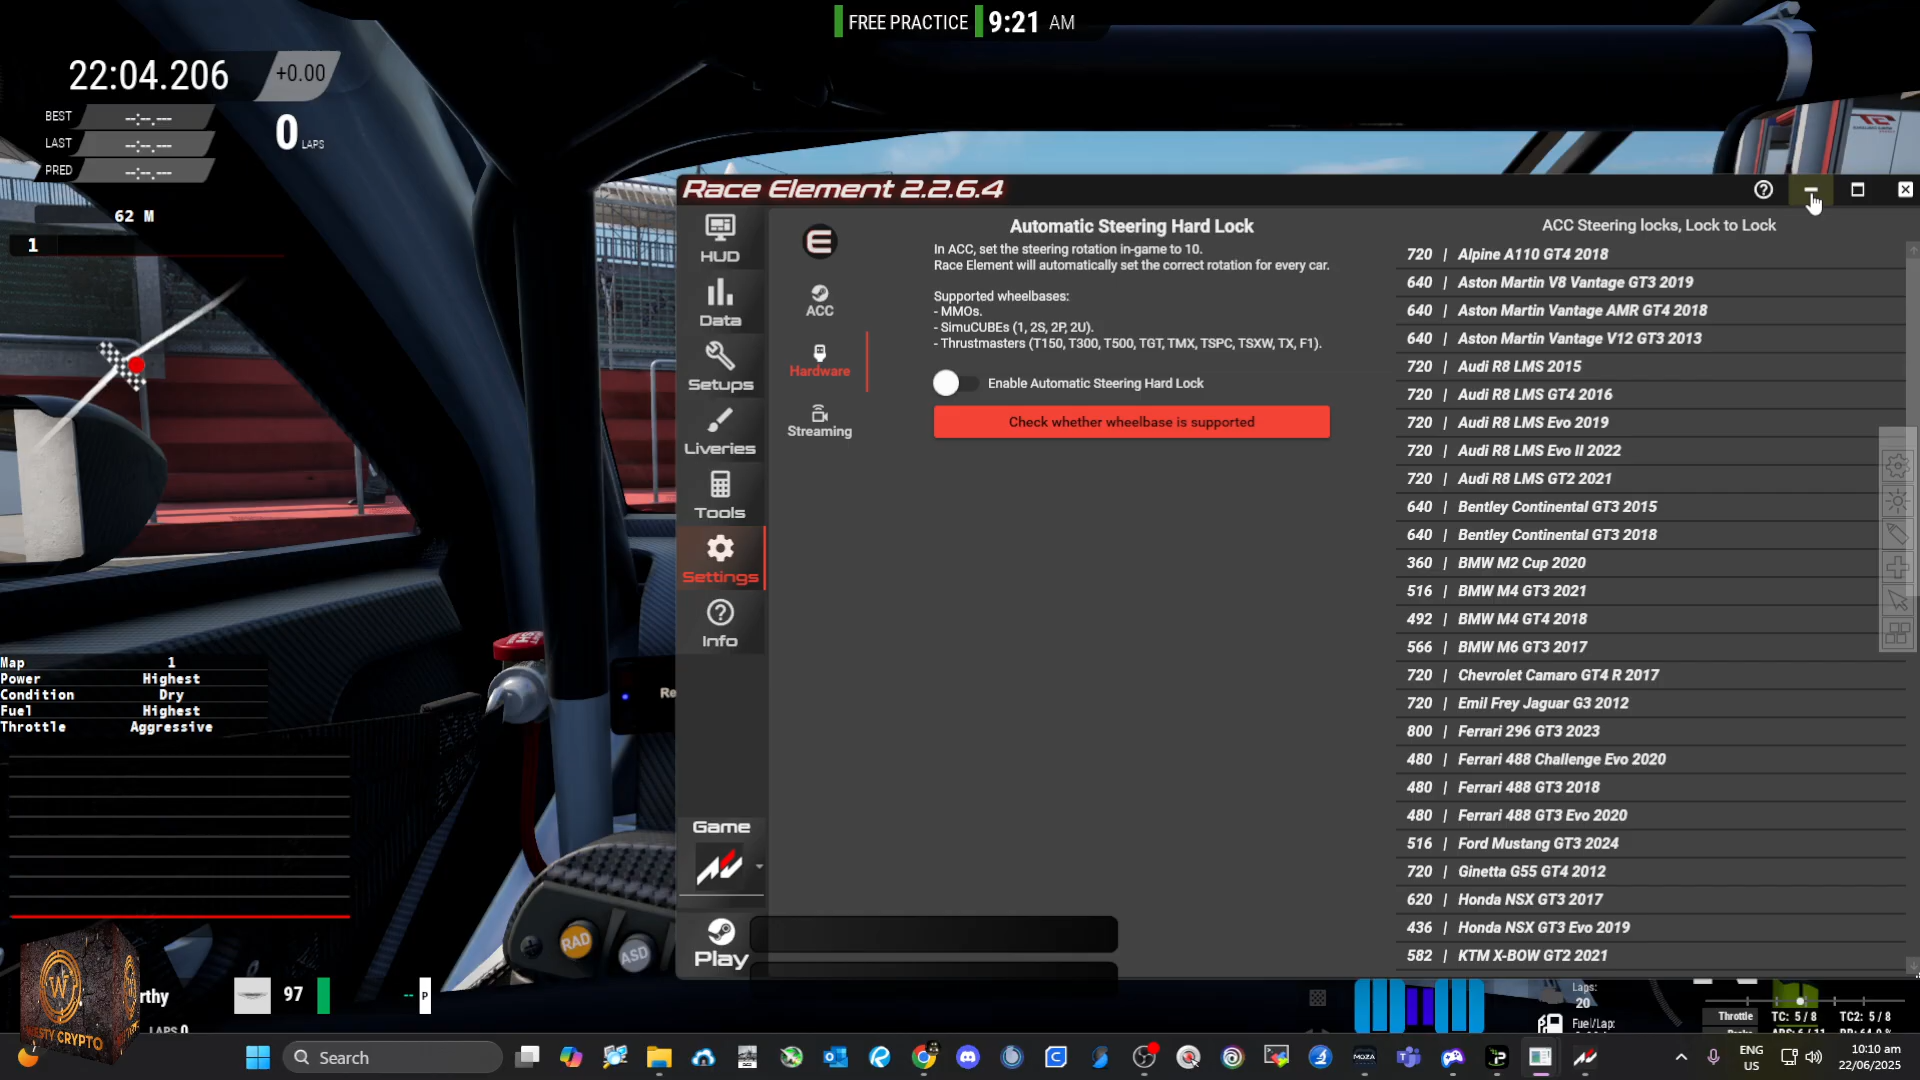 FREE PRACTICE 9:21 AM
22:04.206 +0.00
BEST --:--.---
LAST --:--.---
PRED --:--.---
0 LAPS
62 M
1
Race Element 2.2.6.4
HUD
Data
Setups
Liveries
Tools
Settings
Info
Game
Play
ACC
Hardware
Streaming
Automatic Steering Hard Lock
In ACC, set the steering rotation in-game to 10.
Race Element will automatically set the correct rotation for every car.
Supported wheelbases:
- MMOs.
- SimuCUBEs (1, 2S, 2P, 2U).
- Thrustmasters (T150, T300, T500, TGT, TMX, TSPC, TSXW, TX, F1).
Enable Automatic Steering Hard Lock
Check whether wheelbase is supported
ACC Steering locks, Lock to Lock
720 | Alpine A110 GT4 2018
640 | Aston Martin V8 Vantage GT3 2019
640 | Aston Martin Vantage AMR GT4 2018
640 | Aston Martin Vantage V12 GT3 2013
720 | Audi R8 LMS 2015
720 | Audi R8 LMS GT4 2016
720 | Audi R8 LMS Evo 2019
720 | Audi R8 LMS Evo II 2022
720 | Audi R8 LMS GT2 2021
640 | Bentley Continental GT3 2015
640 | Bentley Continental GT3 2018
360 | BMW M2 Cup 2020
516 | BMW M4 GT3 2021
492 | BMW M4 GT4 2018
566 | BMW M6 GT3 2017
720 | Chevrolet Camaro GT4 R 2017
720 | Emil Frey Jaguar G3 2012
800 | Ferrari 296 GT3 2023
480 | Ferrari 488 Challenge Evo 2020
480 | Ferrari 488 GT3 2018
480 | Ferrari 488 GT3 Evo 2020
516 | Ford Mustang GT3 2024
720 | Ginetta G55 GT4 2012
620 | Honda NSX GT3 2017
436 | Honda NSX GT3 Evo 2019
582 | KTM X-BOW GT2 2021
Map 1
Power Highest
Condition Dry
Fuel Highest
Throttle Aggressive
Re
RAD
ASD
W
WESTY CRYPTO
rthy
97
-- P
LAPS 0
Laps:
20
Fuel/Lap:
Throttle TC: 5 / 8 TC2: 5 / 8
Search
MOZA
ENG
US
10:10 am
22/06/2025